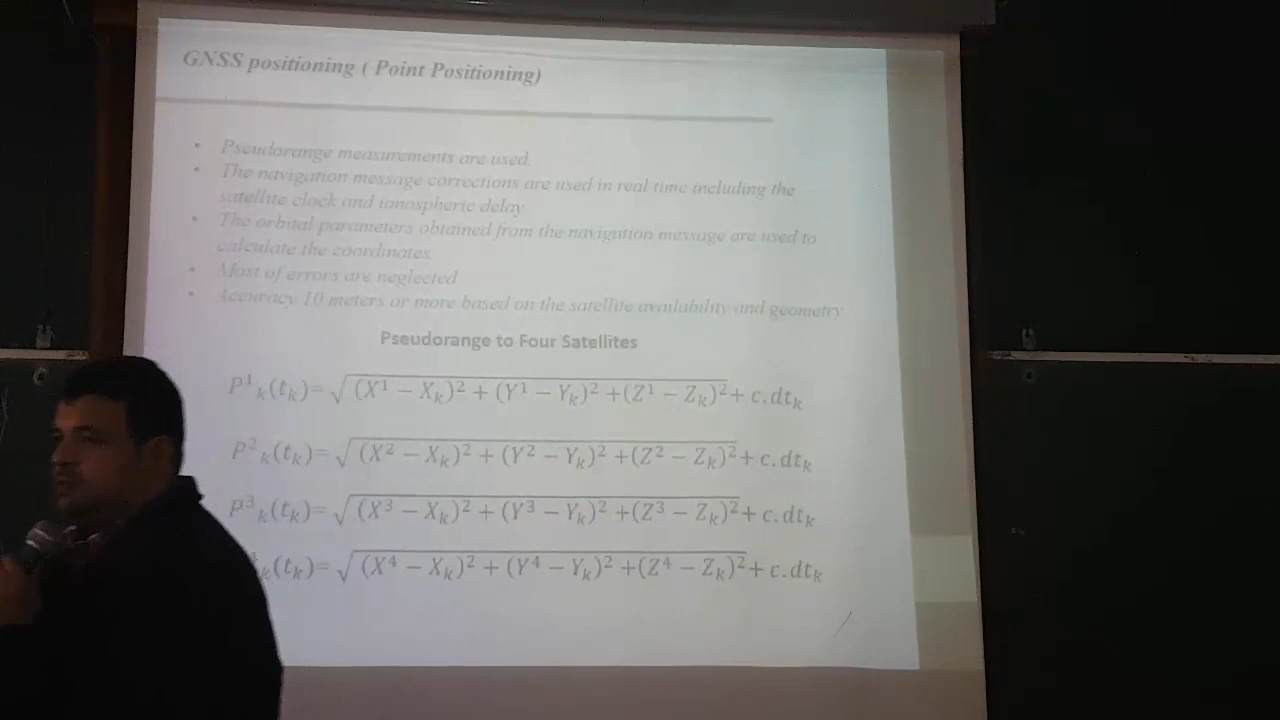 GNSS positioning ( Point Positioning)
• Pseudorange measurements are used.
• The navigation message corrections are used in real time including the
satellite clock and ionospheric delay
• The orbital parameters obtained from the navigation message are used to
calculate the coordinates.
• Most of errors are neglected
• Accuracy 10 meters or more based on the satellite availability and geometry
Pseudorange to Four Satellites
P¹ₖ(tₖ)=√(X¹ − Xₖ)² + (Y¹ − Yₖ)² +(Z¹ − Zₖ)²+ c.dtₖ
P²ₖ(tₖ)=√(X² − Xₖ)² + (Y² − Yₖ)² +(Z² − Zₖ)²+ c.dtₖ
P³ₖ(tₖ)=√(X³ − Xₖ)² + (Y³ − Yₖ)² +(Z³ − Zₖ)²+ c.dtₖ
ₖ(tₖ)=√(X⁴ − Xₖ)² + (Y⁴ − Yₖ)² +(Z⁴ − Zₖ)²+ c.dtₖ